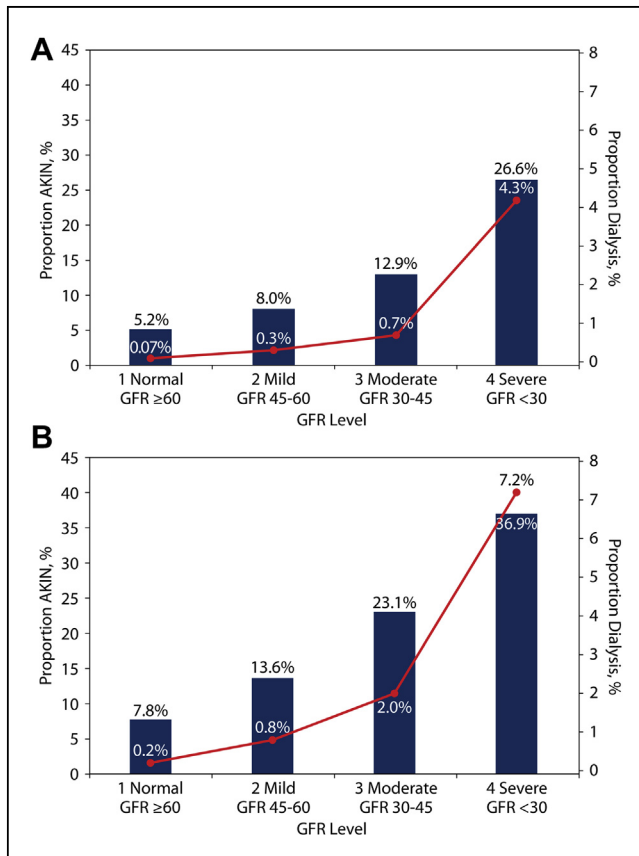 A
45
40
35
30
25
20
15
10
5
0
Proportion AKIN, %
8
7
6
5
4
3
2
1
0
Proportion Dialysis, %
5.2%
0.07%
8.0%
0.3%
12.9%
0.7%
26.6%
4.3%
1 Normal
GFR ≥60
2 Mild
GFR 45-60
3 Moderate
GFR 30-45
4 Severe
GFR <30
GFR Level
B
45
40
35
30
25
20
15
10
5
0
Proportion AKIN, %
8
7
6
5
4
3
2
1
0
Proportion Dialysis, %
7.8%
0.2%
13.6%
0.8%
23.1%
2.0%
7.2%
36.9%
1 Normal
GFR ≥60
2 Mild
GFR 45-60
3 Moderate
GFR 30-45
4 Severe
GFR <30
GFR Level